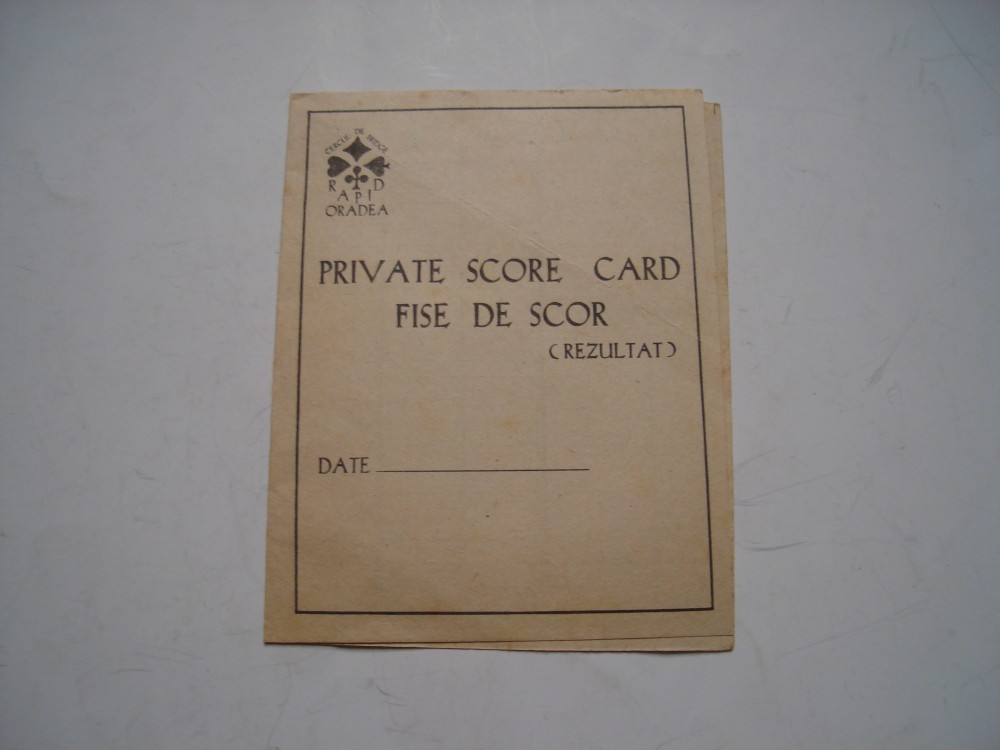 CERCUL DE BRIDGE
RAPID
ORADEA
PRIVATE SCORE CARD
FISE DE SCOR
(REZULTAT)
DATE